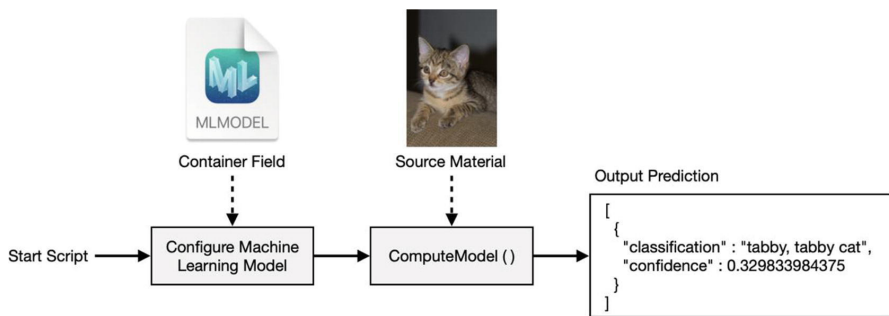 ML
MLMODEL
Container Field
Source Material
Start Script
Configure Machine
Learning Model
ComputeModel ( )
Output Prediction
[
{
"classification" : "tabby, tabby cat",
"confidence" : 0.329833984375
}
]